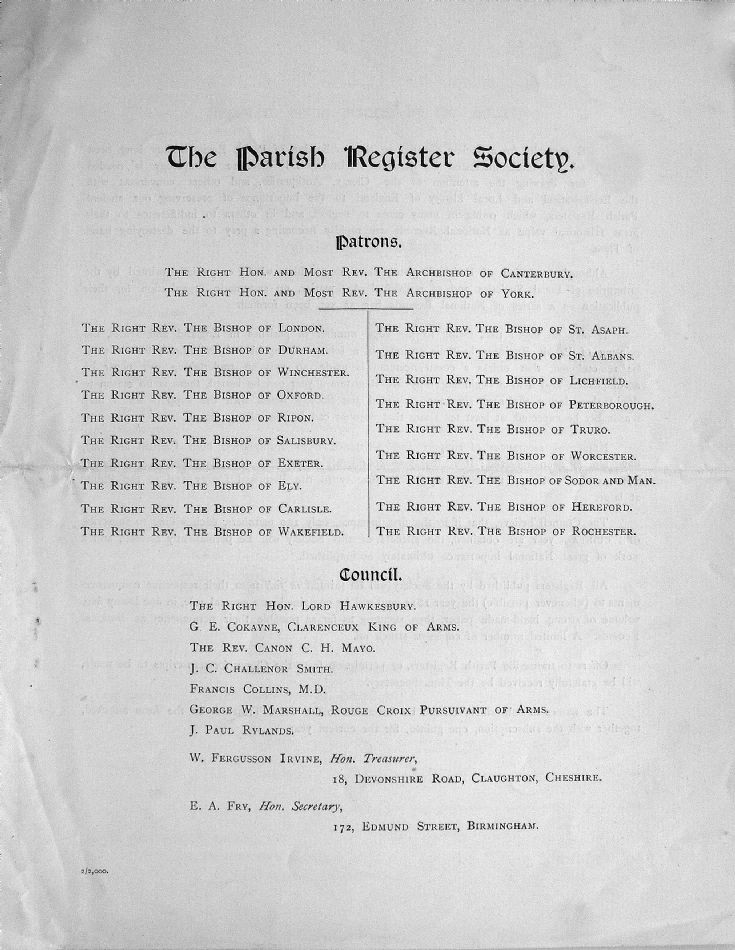 The Parish Register Society.
Patrons.
The Right Hon. and Most Rev. The Archbishop of Canterbury.
The Right Hon. and Most Rev. The Archbishop of York.
The Right Rev. The Bishop of London.
The Right Rev. The Bishop of Durham.
The Right Rev. The Bishop of Winchester.
The Right Rev. The Bishop of Oxford.
The Right Rev. The Bishop of Ripon.
The Right Rev. The Bishop of Salisbury.
The Right Rev. The Bishop of Exeter.
The Right Rev. The Bishop of Ely.
The Right Rev. The Bishop of Carlisle.
The Right Rev. The Bishop of Wakefield.
The Right Rev. The Bishop of St. Asaph.
The Right Rev. The Bishop of St. Albans.
The Right Rev. The Bishop of Lichfield.
The Right Rev. The Bishop of Peterborough.
The Right Rev. The Bishop of Truro.
The Right Rev. The Bishop of Worcester.
The Right Rev. The Bishop of Sodor and Man.
The Right Rev. The Bishop of Hereford.
The Right Rev. The Bishop of Rochester.
Council.
The Right Hon. Lord Hawkesbury.
G. E. Cokayne, Clarenceux King of Arms.
The Rev. Canon C. H. Mayo.
J. C. Challenor Smith.
Francis Collins, M.D.
George W. Marshall, Rouge Croix Pursuivant of Arms.
J. Paul Rylands.
W. Fergusson Irvine, Hon. Treasurer,
18, Devonshire Road, Claughton, Cheshire.
E. A. Fry, Hon. Secretary,
172, Edmund Street, Birmingham.
2/2,000.